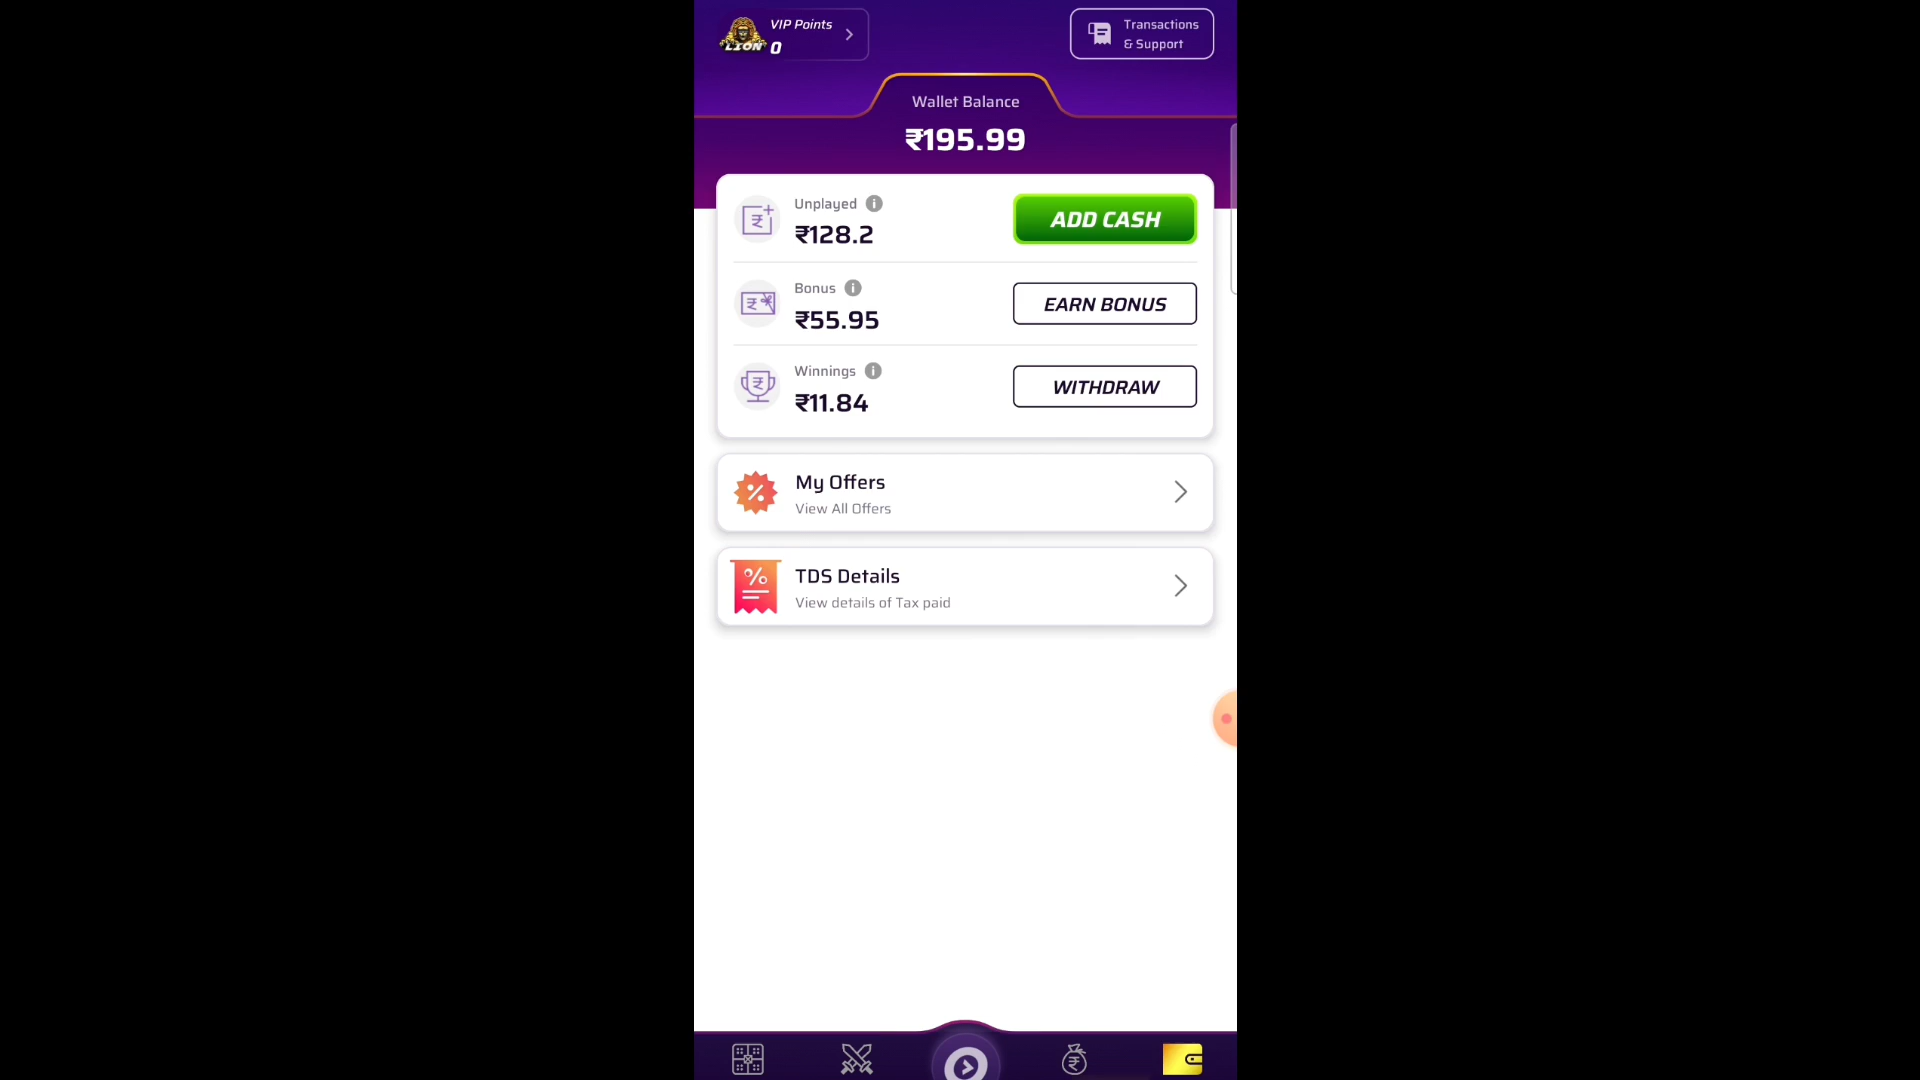 VIP Points
LION 0
Transactions
& Support
Wallet Balance
₹195.99
Unplayed
₹128.2
ADD CASH
Bonus
₹55.95
EARN BONUS
Winnings
₹11.84
WITHDRAW
My Offers
View All Offers
TDS Details
View details of Tax paid